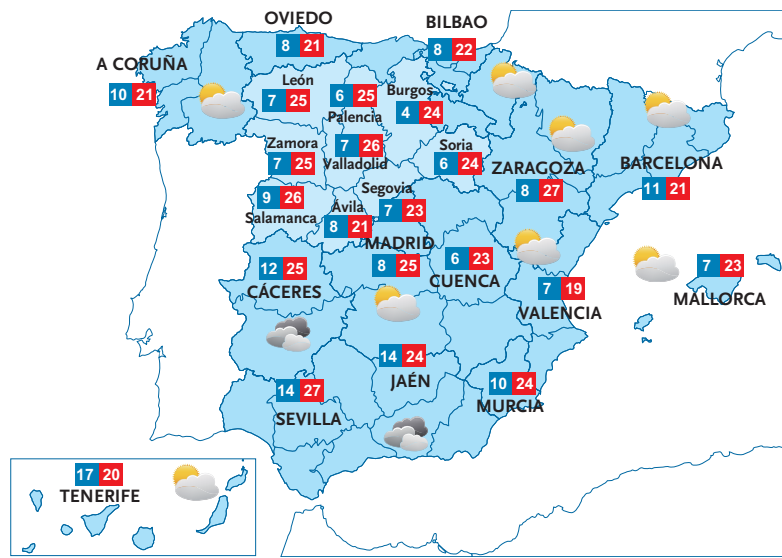 OVIEDO
8 21
BILBAO
8 22
A CORUÑA
10 21
León
7 25
6 25
Palencia
Burgos
4 24
Zamora
7 25
7 26
Valladolid
Soria
6 24
ZARAGOZA
8 27
BARCELONA
11 21
9 26
Salamanca
Ávila
8 21
Segovia
7 23
MADRID
8 25
6 23
CUENCA
12 25
CÁCERES
7 19
VALENCIA
7 23
MALLORCA
14 24
JAÉN
14 27
SEVILLA
10 24
MURCIA
17 20
TENERIFE